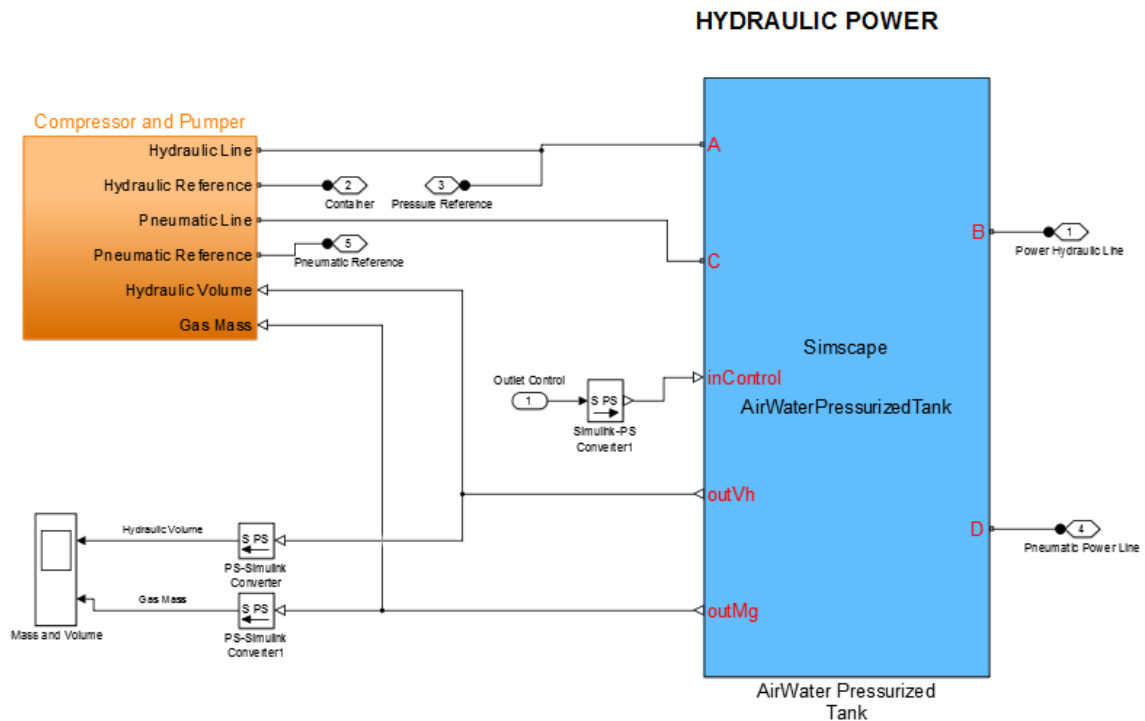 HYDRAULIC POWER
Compressor and Pumper
Hydraulic Line
Hydraulic Reference
Pneumatic Line
Pneumatic Reference
Hydraulic Volume
Gas Mass
2
Container
3
Pressure Reference
5
Pneumatic Reference
A
C
inControl
outVh
outMg
B
D
Simscape
AirWaterPressurizedTank
AirWater Pressurized
Tank
1
Power Hydraulic Line
4
Pneumatic Power Line
Outlet Control
1
S PS
Simulink-PS
Converter1
Hydraulic Volume
S PS
PS-Simulink
Converter
Gas Mass
S PS
PS-Simulink
Converter1
Mass and Volume